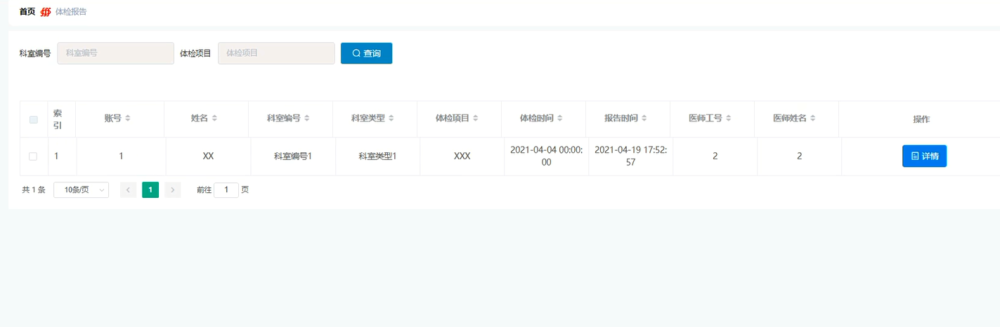 首页 体检报告
科室编号 科室编号 体检项目 体检项目 查询
索引 账号 姓名 科室编号 科室类型 体检项目 体检时间 报告时间 医师工号 医师姓名 操作
1 1 XX 科室编号1 科室类型1 XXX 2021-04-04 00:00:00 2021-04-19 17:52:57 2 2 详情
共 1 条 10条/页 1 前往 1 页